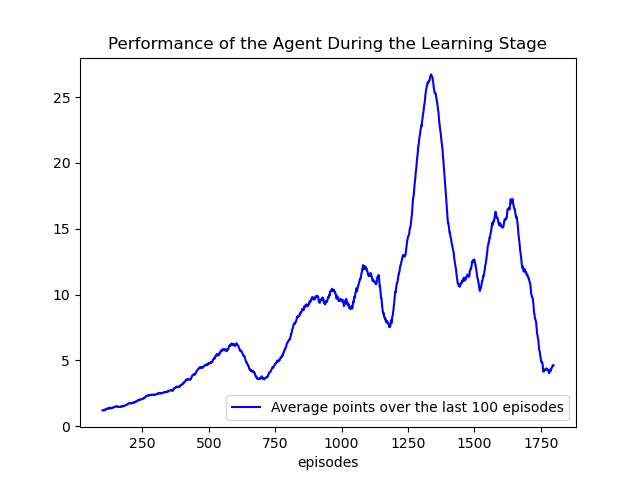 Performance of the Agent During the Learning Stage
25
20
15
10
5
0
Average points over the last 100 episodes
250 500 750 1000 1250 1500 1750
episodes